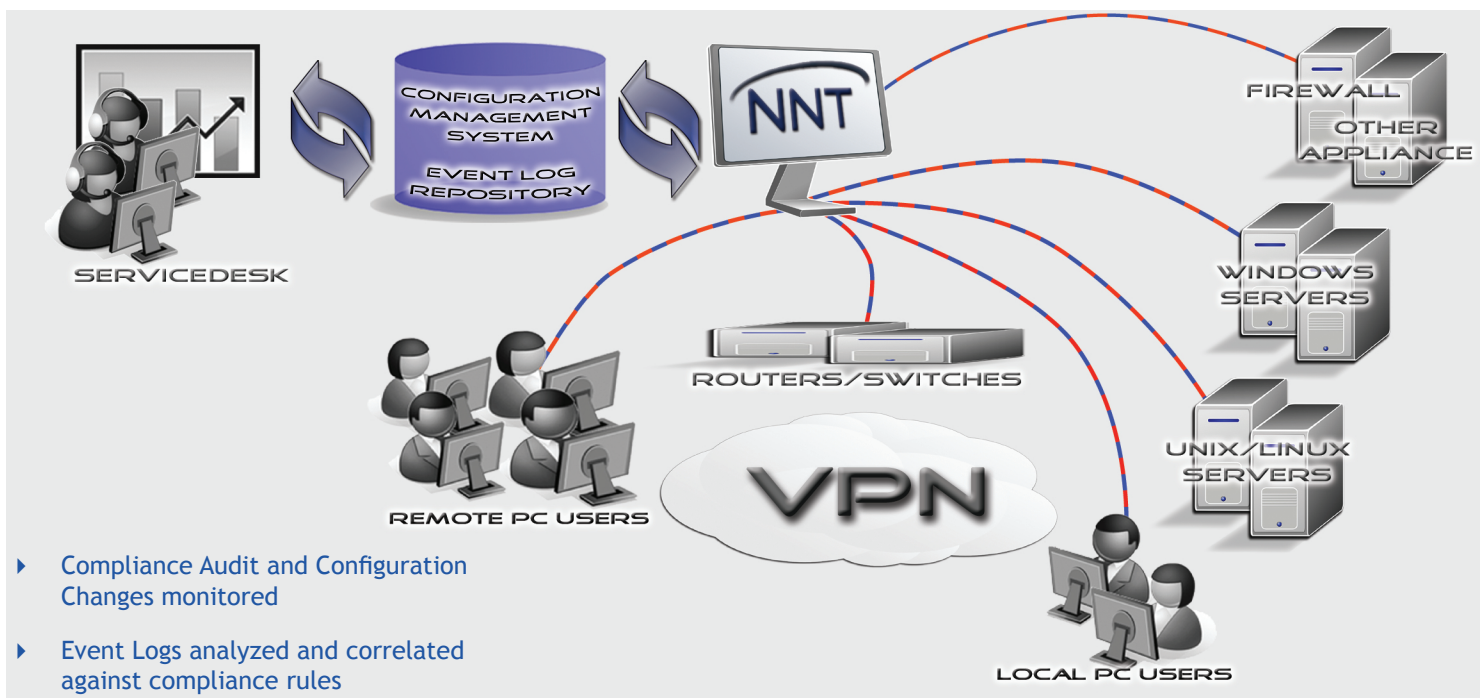 CONFIGURATION
MANAGEMENT
SYSTEM
EVENT LOG
REPOSITORY
NNT
FIREWALL
OTHER
APPLIANCE
SERVICEDESK
WINDOWS
SERVERS
ROUTERS/SWITCHES
UNIX/LINUX
SERVERS
VPN
REMOTE PC USERS
LOCAL PC USERS
▸ Compliance Audit and Configuration
Changes monitored
▸ Event Logs analyzed and correlated
against compliance rules